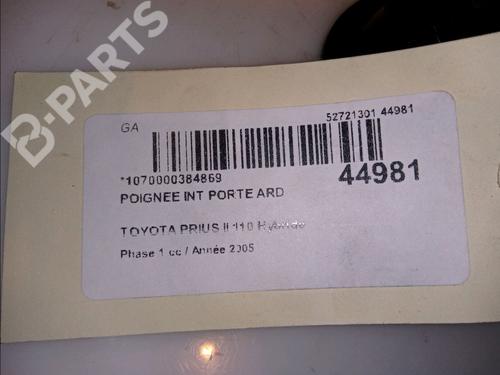 B-PARTS
GA
52721301 44981
*1070000384869
44981
POIGNEE INT PORTE ARD
TOYOTA PRIUS II 110 Hybride
Phase 1 cc / Année 2005